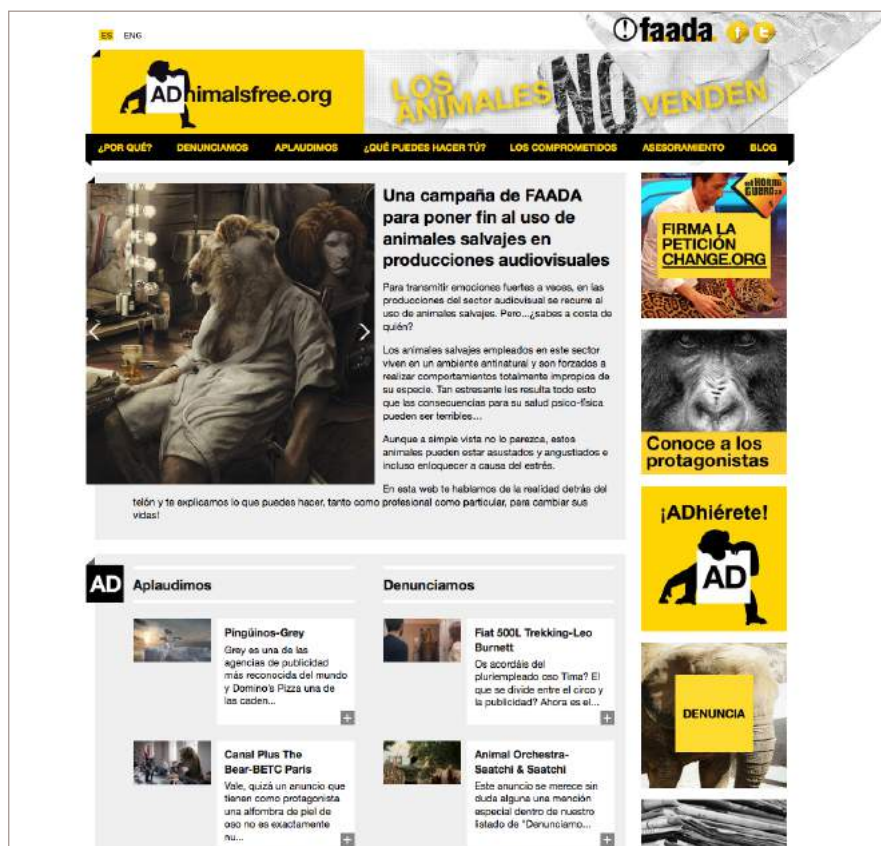 ES ENG
faada
ADnimalsfree.org
LOS ANIMALES NO VENDEN
¿POR QUÉ? DENUNCIAMOS APLAUDIMOS ¿QUÉ PUEDES HACER TÚ? LOS COMPROMETIDOS ASESORAMIENTO BLOG
Una campaña de FAADA
para poner fin al uso de
animales salvajes en
producciones audiovisuales
Para transmitir emociones fuertes a veces, en las
producciones del sector audiovisual se recurre al
uso de animales salvajes. Pero...¿sabes a costa de
quién?
Los animales salvajes empleados en este sector
viven en un ambiente antinatural y son forzados a
realizar comportamientos totalmente impropios de
su especie. Tan estresante les resulta todo esto
que las consecuencias para su salud psico-física
pueden ser terribles...
Aunque a simple vista no lo parezca, estos
animales pueden estar asustados y angustiados e
incluso enloquecer a causa del estrés.
En esta web te hablamos de la realidad detrás del
telón y te explicamos lo que puedes hacer, tanto como profesional como particular, para cambiar sus
vidas!
el HORMIGUERO
FIRMA LA
PETICIÓN
CHANGE.ORG
Conoce a los
protagonistas
¡ADhiérete!
AD
DENUNCIA
AD
Aplaudimos
Pingüinos-Grey
Grey es una de las
agencias de publicidad
más reconocida del mundo
y Domino's Pizza una de
las caden...
Canal Plus The
Bear-BETC Paris
Vale, quizá un anuncio que
tienen como protagonista
una alfombra de piel de
oso no es exactamente
nu...
Denunciamos
Fiat 500L Trekking-Leo
Burnett
Os acordáis del
pluriempleado oso Tima? El
que se divide entre el circo y
la publicidad? Ahora es el...
Animal Orchestra-
Saatchi & Saatchi
Este anuncio se merece sin
duda alguna una mención
especial dentro de nuestro
listado de "Denunciamo...